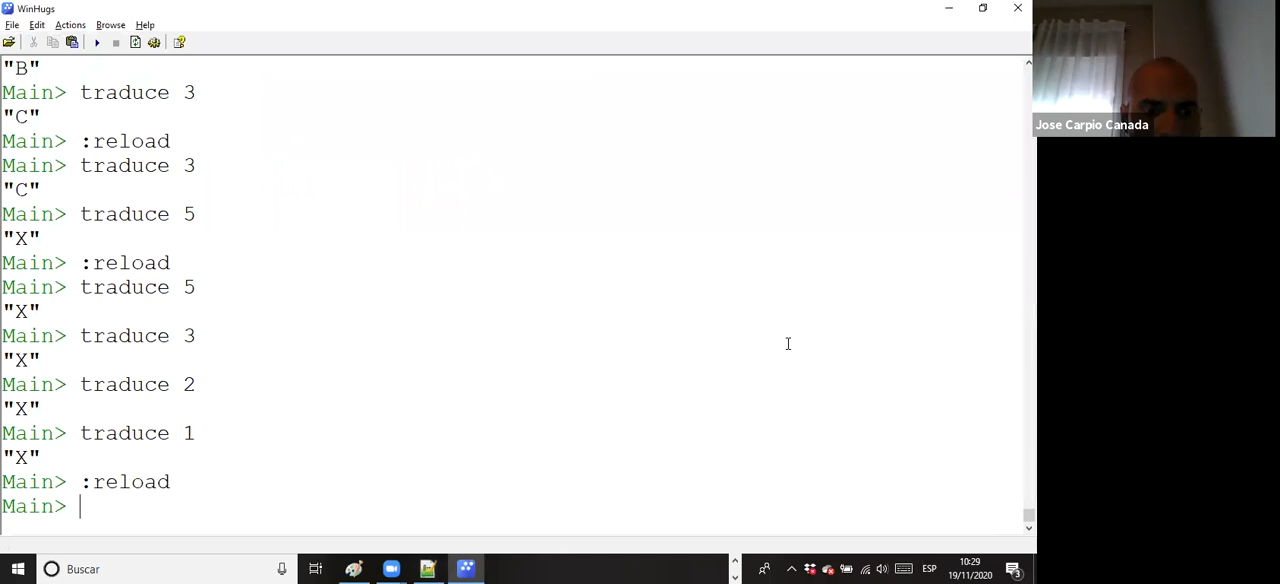 WinHugs
File Edit Actions Browse Help
"B"
Main> traduce 3
"C"
Main> :reload
Main> traduce 3
"C"
Main> traduce 5
"X"
Main> :reload
Main> traduce 5
"X"
Main> traduce 3
"X"
Main> traduce 2
"X"
Main> traduce 1
"X"
Main> :reload
Main>
Jose Carpio Canada
Buscar
ESP
10:29
19/11/2020
3